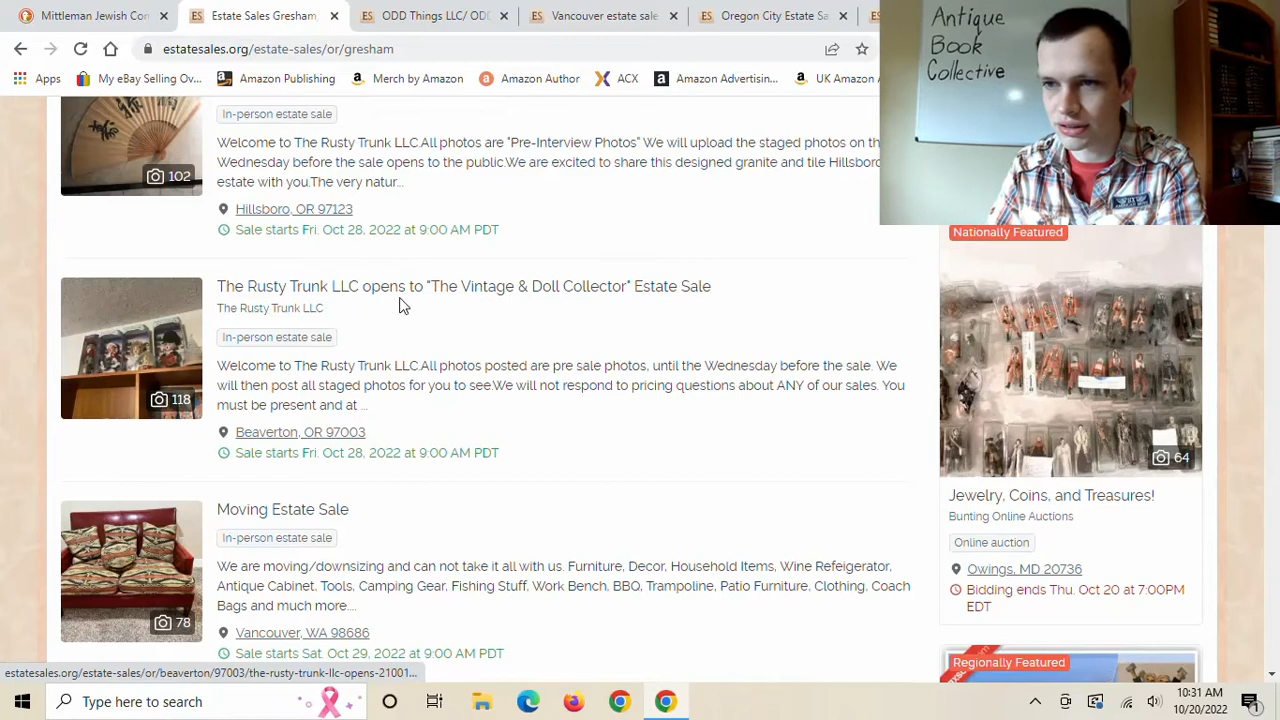 Mittleman Jewish Con
Estate Sales Gresham,
ODD Things LLC/ OD
Vancouver estate sale
Oregon City Estate Sa
estatesales.org/estate-sales/or/gresham
Apps
My eBay Selling Ov...
Amazon Publishing
Merch by Amazon
Amazon Author
ACX
Amazon Advertisin...
UK Amazon
Antique
Book
Collective
In-person estate sale
Welcome to The Rusty Trunk LLC.All photos are "Pre-Interview Photos" We will upload the staged photos on th
Wednesday before the sale opens to the public.We are excited to share this designed granite and tile Hillsboro
estate with you.The very natur...
102
Hillsboro, OR 97123
Sale starts Fri. Oct 28, 2022 at 9:00 AM PDT
The Rusty Trunk LLC opens to "The Vintage & Doll Collector" Estate Sale
The Rusty Trunk LLC
In-person estate sale
Welcome to The Rusty Trunk LLC.All photos posted are pre sale photos, until the Wednesday before the sale. We
will then post all staged photos for you to see.We will not respond to pricing questions about ANY of our sales. You
must be present and at ...
118
Beaverton, OR 97003
Sale starts Fri. Oct 28, 2022 at 9:00 AM PDT
Moving Estate Sale
In-person estate sale
We are moving/downsizing and can not take it all with us. Furniture, Decor, Household Items, Wine Refeigerator,
Antique Cabinet, Tools, Camping Gear, Fishing Stuff, Work Bench, BBQ, Trampoline, Patio Furniture, Clothing, Coach
Bags and much more....
78
Vancouver, WA 98686
Sale starts Sat. Oct 29, 2022 at 9:00 AM PDT
Nationally Featured
64
Jewelry, Coins, and Treasures!
Bunting Online Auctions
Online auction
Owings, MD 20736
Bidding ends Thu. Oct 20 at 7:00PM
EDT
Regionally Featured
estatesales.org/estate-sales/or/beaverton/97003/the-rusty-trunk-llc-opens-21001...
Type here to search
10:31 AM
10/20/2022
1